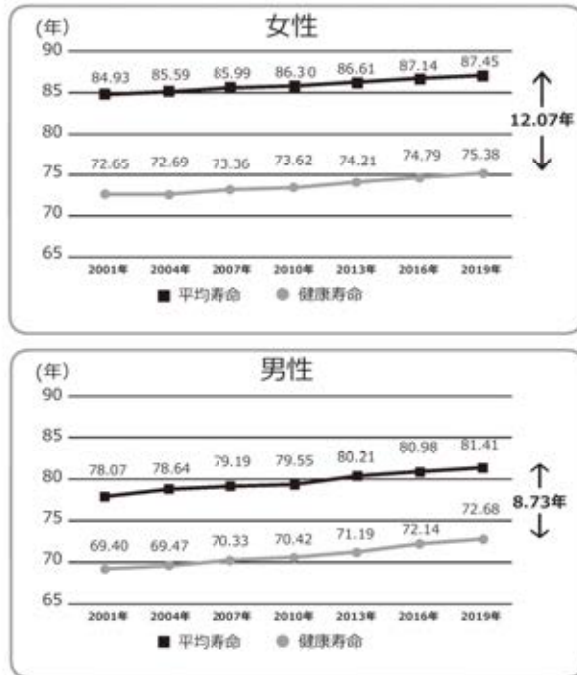 女性
(年)
90
84.93 85.59 85.99 86.30 86.61 87.14 87.45
85
12.07年
80
72.65 72.69 73.36 73.62 74.21 74.79 75.38
75
70
65
2001年 2004年 2007年 2010年 2013年 2016年 2019年
平均寿命 健康寿命
男性
(年)
90
85
78.07 78.64 79.19 79.55 80.21 80.98 81.41
80
8.73年
75
69.40 69.47 70.33 70.42 71.19 72.14 72.68
70
65
2001年 2004年 2007年 2010年 2013年 2016年 2019年
平均寿命 健康寿命